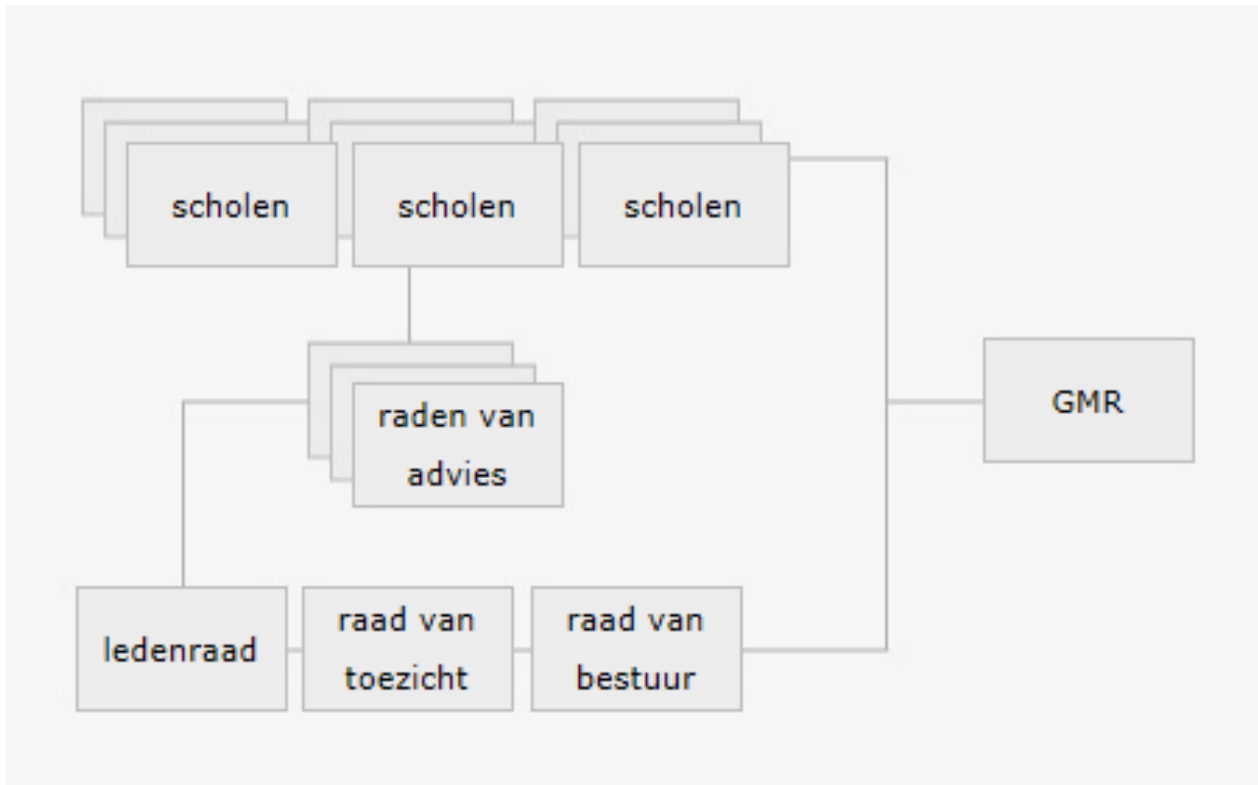 scholen
scholen
scholen
raden van
advies
GMR
ledenraad
raad van
toezicht
raad van
bestuur